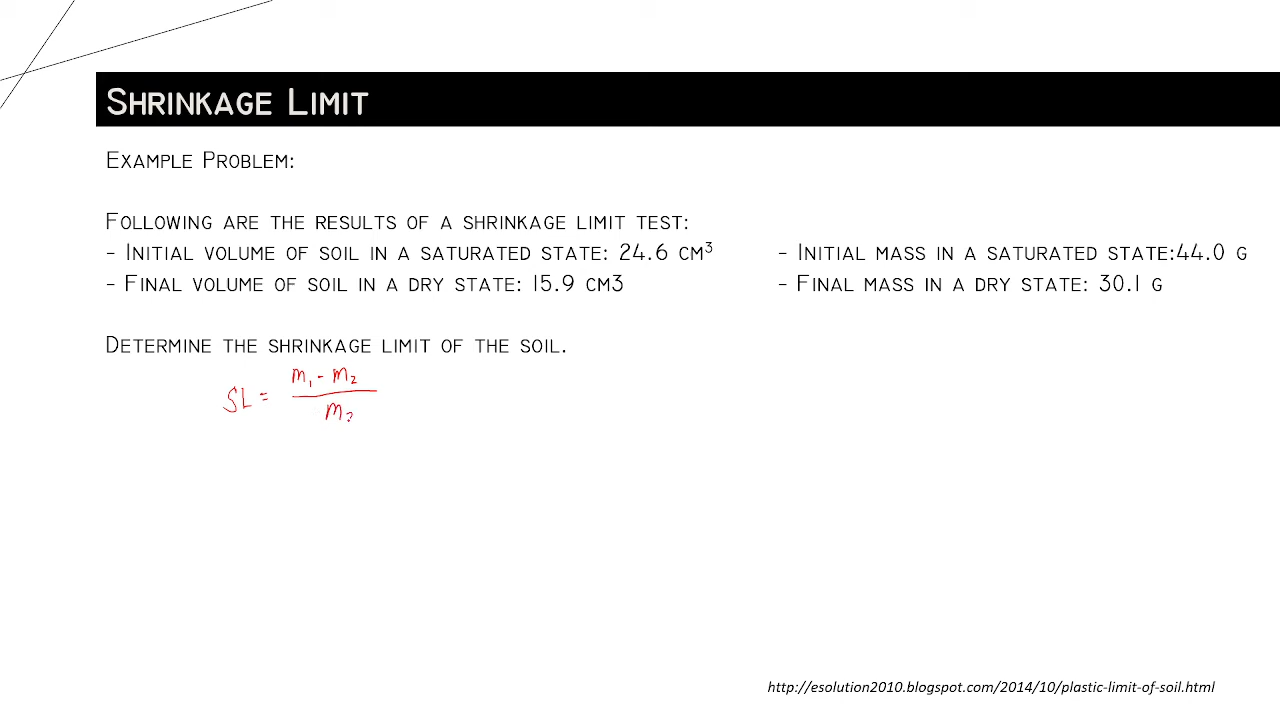 SHRINKAGE LIMIT
EXAMPLE PROBLEM:
FOLLOWING ARE THE RESULTS OF A SHRINKAGE LIMIT TEST:
- INITIAL VOLUME OF SOIL IN A SATURATED STATE: 24.6 CM³ - INITIAL MASS IN A SATURATED STATE:44.0 G
- FINAL VOLUME OF SOIL IN A DRY STATE: 15.9 CM3 - FINAL MASS IN A DRY STATE: 30.1 G
DETERMINE THE SHRINKAGE LIMIT OF THE SOIL.
m₁ - m₂
SL =
m₂
http://esolution2010.blogspot.com/2014/10/plastic-limit-of-soil.html